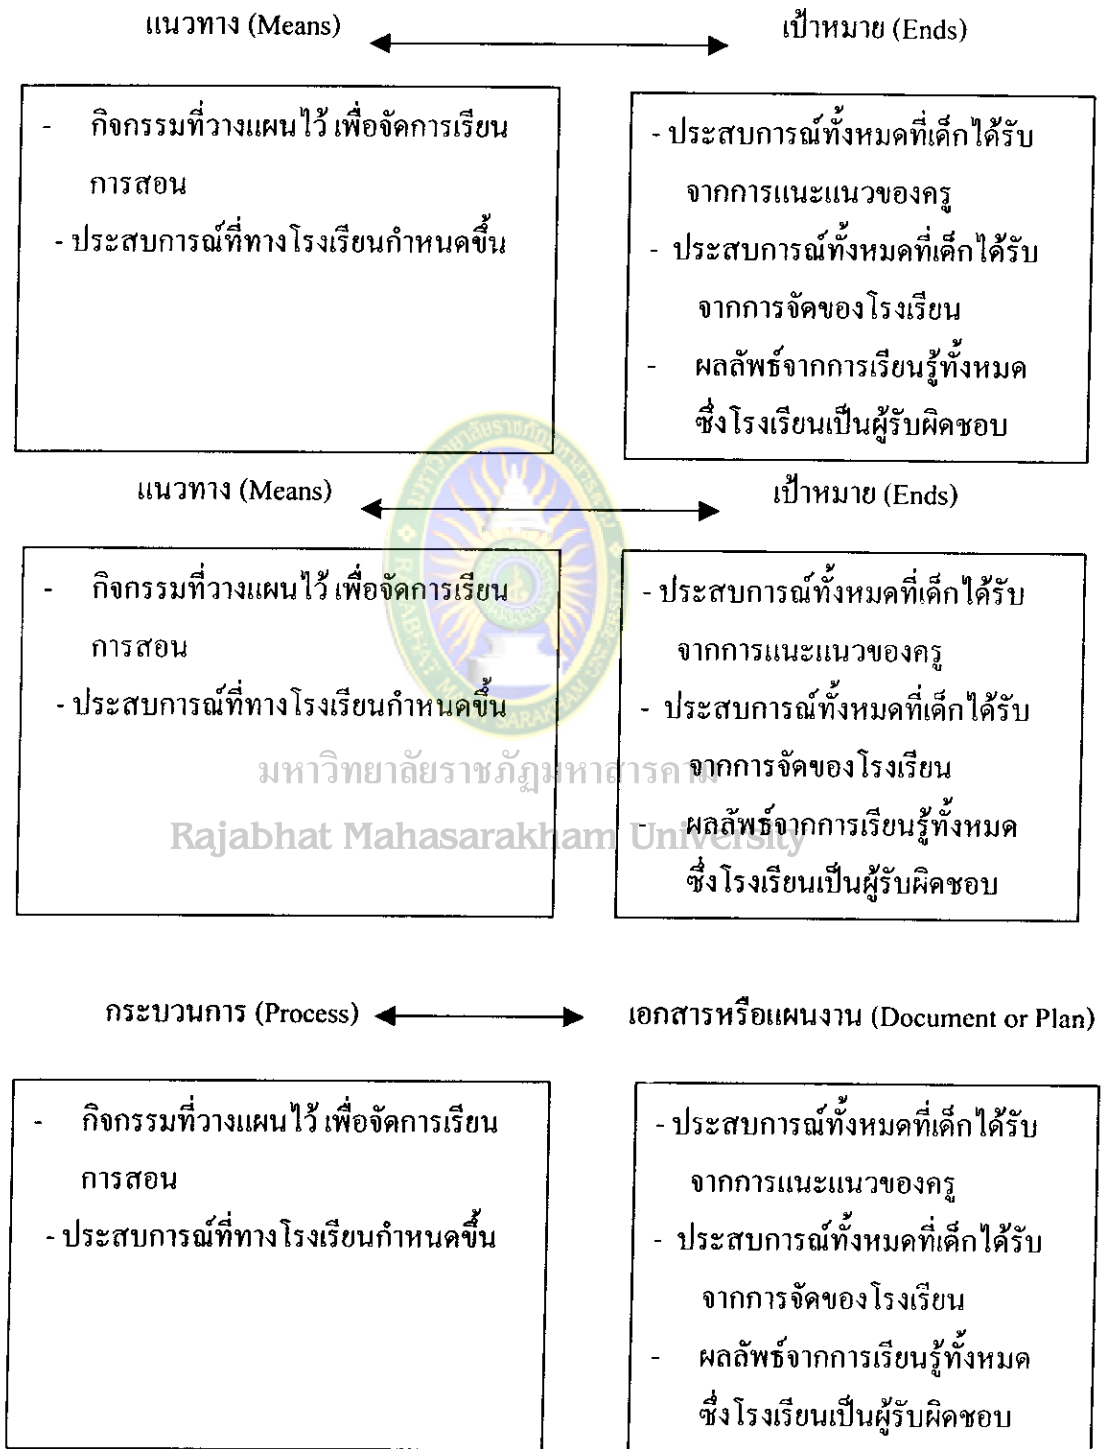 แนวทาง (Means) เป้าหมาย (Ends)
- กิจกรรมที่วางแผนไว้ เพื่อจัดการเรียน
การสอน
- ประสบการณ์ที่ทางโรงเรียนกำหนดขึ้น
- ประสบการณ์ทั้งหมดที่เด็กได้รับ
จากการแนะแนวของครู
- ประสบการณ์ทั้งหมดที่เด็กได้รับ
จากการจัดของโรงเรียน
- ผลลัพธ์จากการเรียนรู้ทั้งหมด
ซึ่งโรงเรียนเป็นผู้รับผิดชอบ
แนวทาง (Means) เป้าหมาย (Ends)
- กิจกรรมที่วางแผนไว้ เพื่อจัดการเรียน
การสอน
- ประสบการณ์ที่ทางโรงเรียนกำหนดขึ้น
- ประสบการณ์ทั้งหมดที่เด็กได้รับ
จากการแนะแนวของครู
- ประสบการณ์ทั้งหมดที่เด็กได้รับ
จากการจัดของโรงเรียน
- ผลลัพธ์จากการเรียนรู้ทั้งหมด
ซึ่งโรงเรียนเป็นผู้รับผิดชอบ
มหาวิทยาลัยราชภัฏมหาสารคาม
Rajabhat Mahasarakham University
กระบวนการ (Process) เอกสารหรือแผนงาน (Document or Plan)
- กิจกรรมที่วางแผนไว้ เพื่อจัดการเรียน
การสอน
- ประสบการณ์ที่ทางโรงเรียนกำหนดขึ้น
- ประสบการณ์ทั้งหมดที่เด็กได้รับ
จากการแนะแนวของครู
- ประสบการณ์ทั้งหมดที่เด็กได้รับ
จากการจัดของโรงเรียน
- ผลลัพธ์จากการเรียนรู้ทั้งหมด
ซึ่งโรงเรียนเป็นผู้รับผิดชอบ